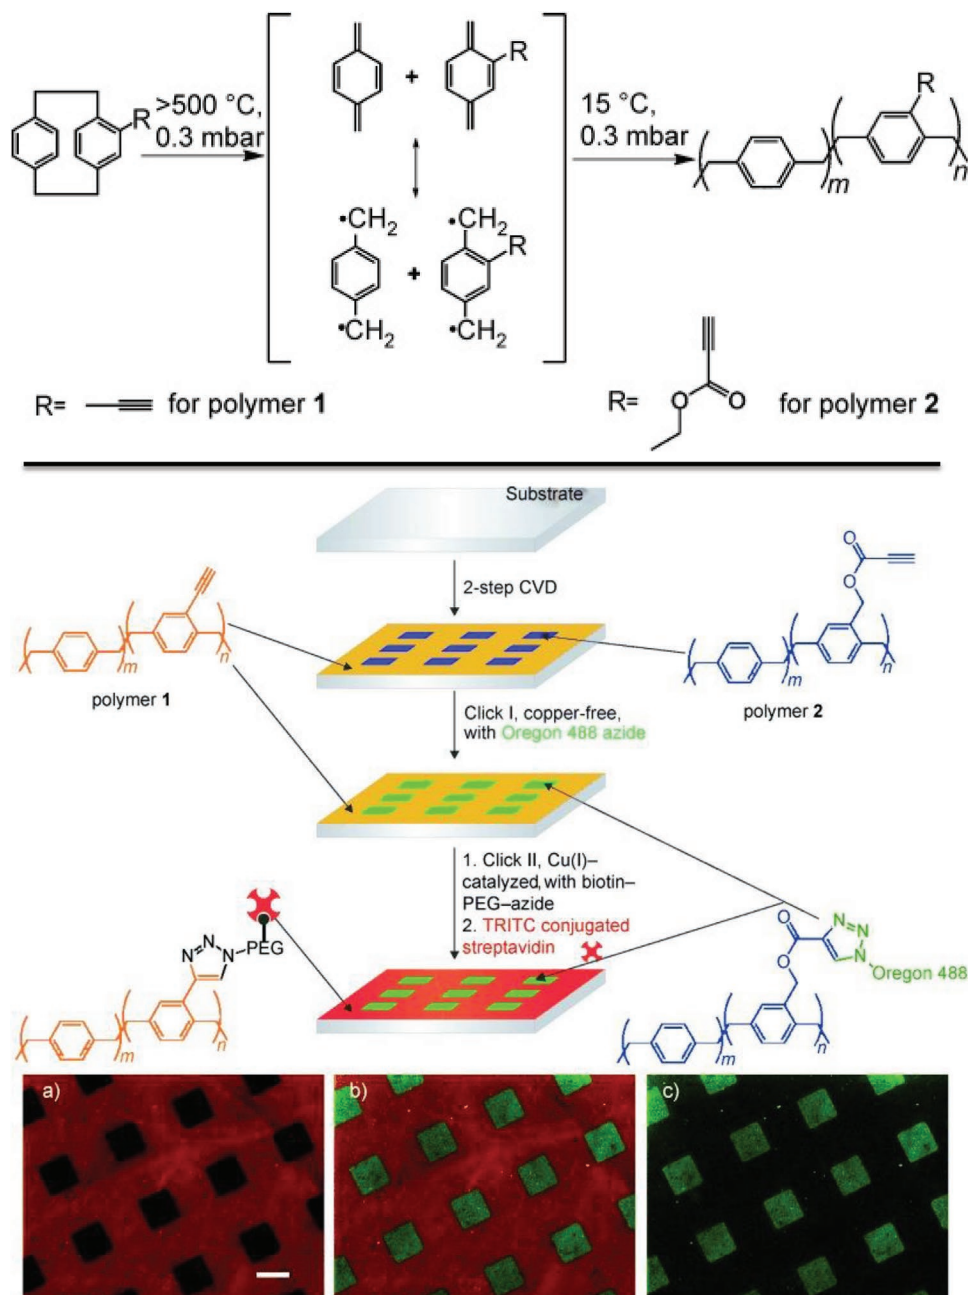 R
>500 °C,
0.3 mbar
+
R
•CH2
•CH2
+
•CH2
•CH2
R
15 °C,
0.3 mbar
m
R
n
R= for polymer 1
R= O O for polymer 2
Substrate
2-step CVD
m
n
polymer 1
O
O
m
n
polymer 2
Click I, copper-free,
with Oregon 488 azide
1. Click II, Cu(I)–
catalyzed, with biotin–
PEG–azide
2. TRITC conjugated
streptavidin
N=N
N
PEG
m
n
O
O
N
N
N
Oregon 488
m
n
a)
b)
c)